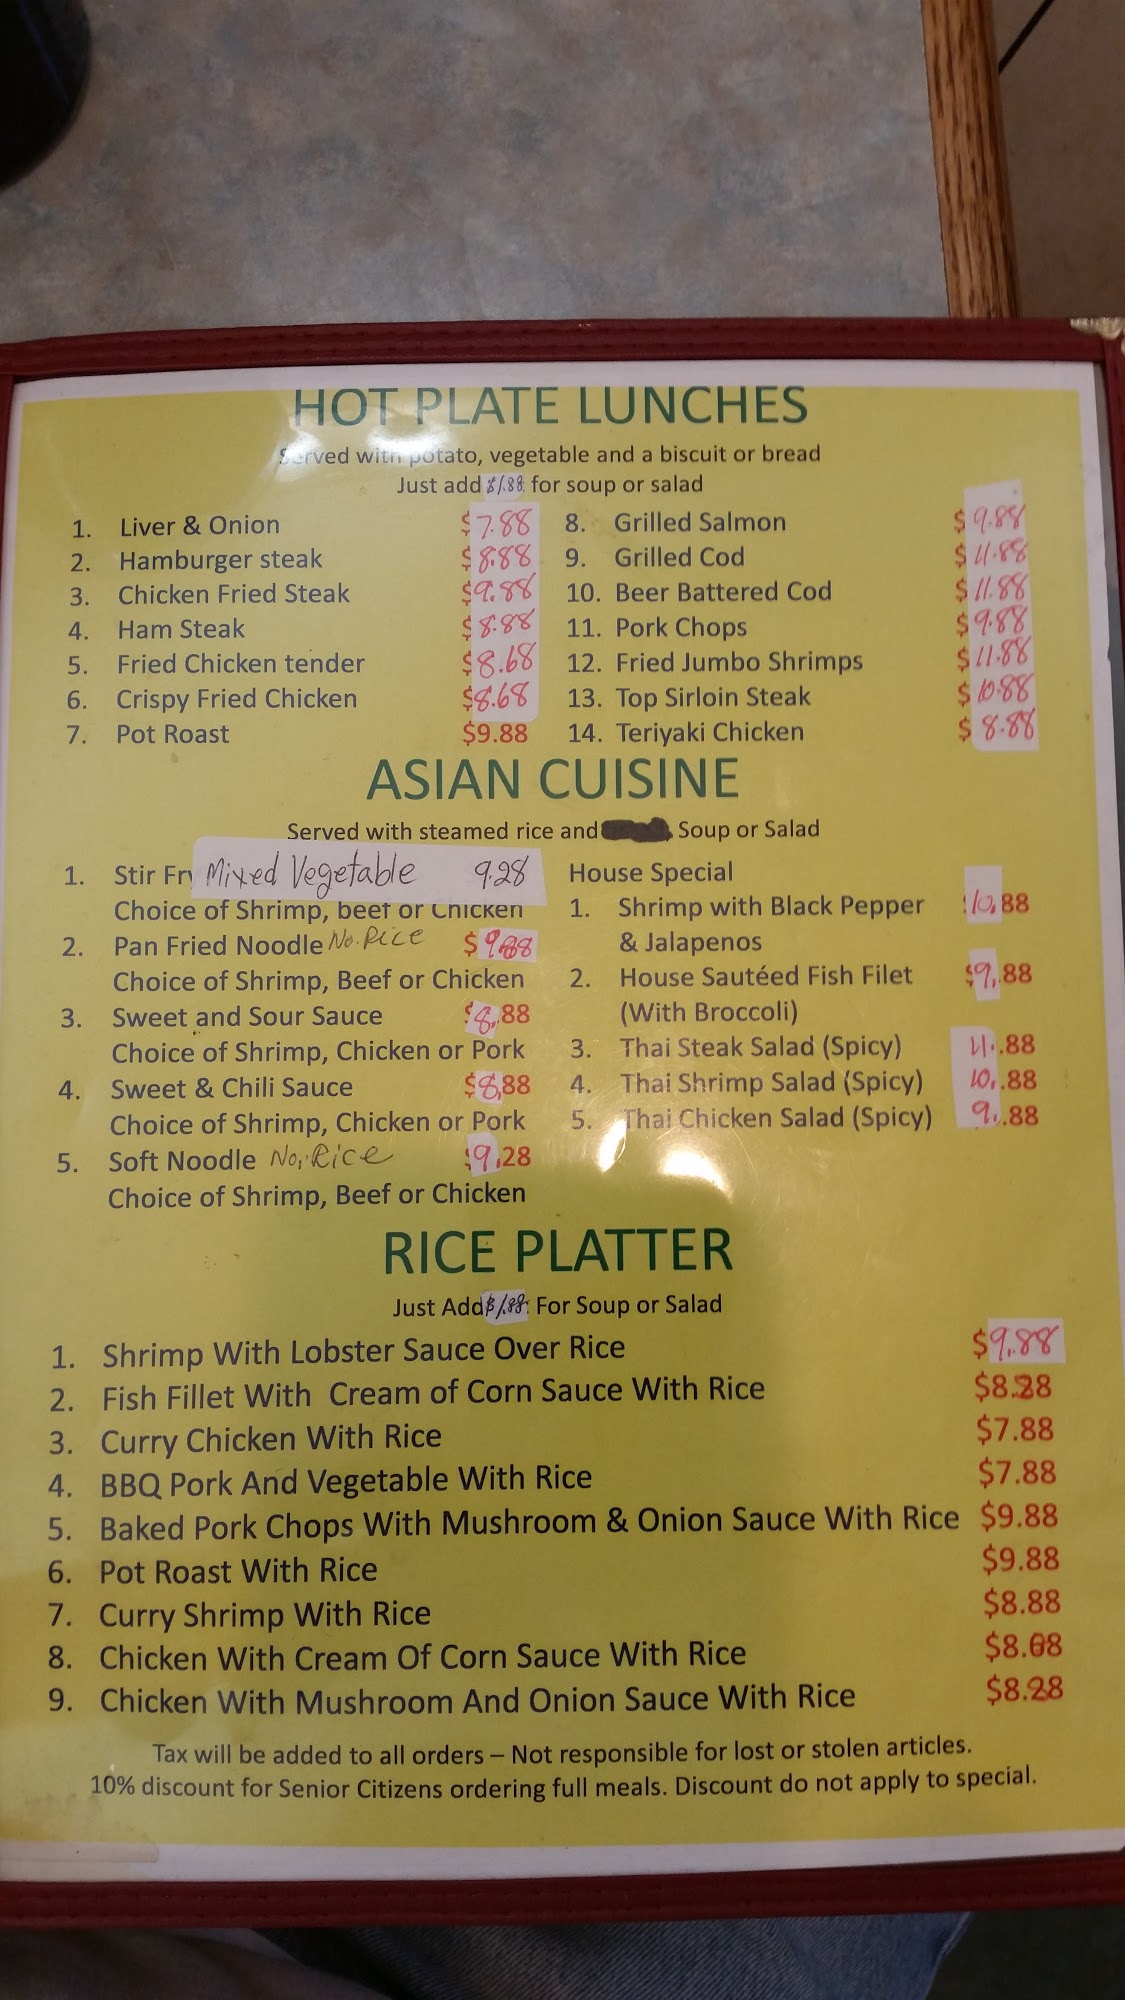 HOT PLATE LUNCHES
Served with potato, vegetable and a biscuit or bread
Just add $1.88 for soup or salad
1. Liver & Onion $7.88
2. Hamburger steak $8.88
3. Chicken Fried Steak $9.88
4. Ham Steak $8.88
5. Fried Chicken tender $8.68
6. Crispy Fried Chicken $8.68
7. Pot Roast $9.88
8. Grilled Salmon $9.88
9. Grilled Cod $11.88
10. Beer Battered Cod $11.88
11. Pork Chops $9.88
12. Fried Jumbo Shrimps $11.88
13. Top Sirloin Steak $10.88
14. Teriyaki Chicken $8.88
ASIAN CUISINE
Served with steamed rice and Soup or Salad
1. Stir Fry Mixed Vegetable 9.28
Choice of Shrimp, beef or Chicken
2. Pan Fried Noodle No. Rice
Choice of Shrimp, Beef or Chicken
3. Sweet and Sour Sauce $8.88
Choice of Shrimp, Chicken or Pork
4. Sweet & Chili Sauce $8.88
Choice of Shrimp, Chicken or Pork
5. Soft Noodle No, Rice $9.28
Choice of Shrimp, Beef or Chicken
House Special
1. Shrimp with Black Pepper 10.88
& Jalapenos
2. House Sautéed Fish Filet $9.88
(With Broccoli)
3. Thai Steak Salad (Spicy) 11.88
4. Thai Shrimp Salad (Spicy) 10.88
5. Thai Chicken Salad (Spicy) 9.88
RICE PLATTER
Just Add $1.88 For Soup or Salad
1. Shrimp With Lobster Sauce Over Rice $9.88
2. Fish Fillet With Cream of Corn Sauce With Rice $8.28
3. Curry Chicken With Rice $7.88
4. BBQ Pork And Vegetable With Rice $7.88
5. Baked Pork Chops With Mushroom & Onion Sauce With Rice $9.88
6. Pot Roast With Rice $9.88
7. Curry Shrimp With Rice $8.88
8. Chicken With Cream Of Corn Sauce With Rice
9. Chicken With Mushroom And Onion Sauce With Rice $8.28
Tax will be added to all orders – Not responsible for lost or stolen articles.
10% discount for Senior Citizens ordering full meals. Discount do not apply to special.